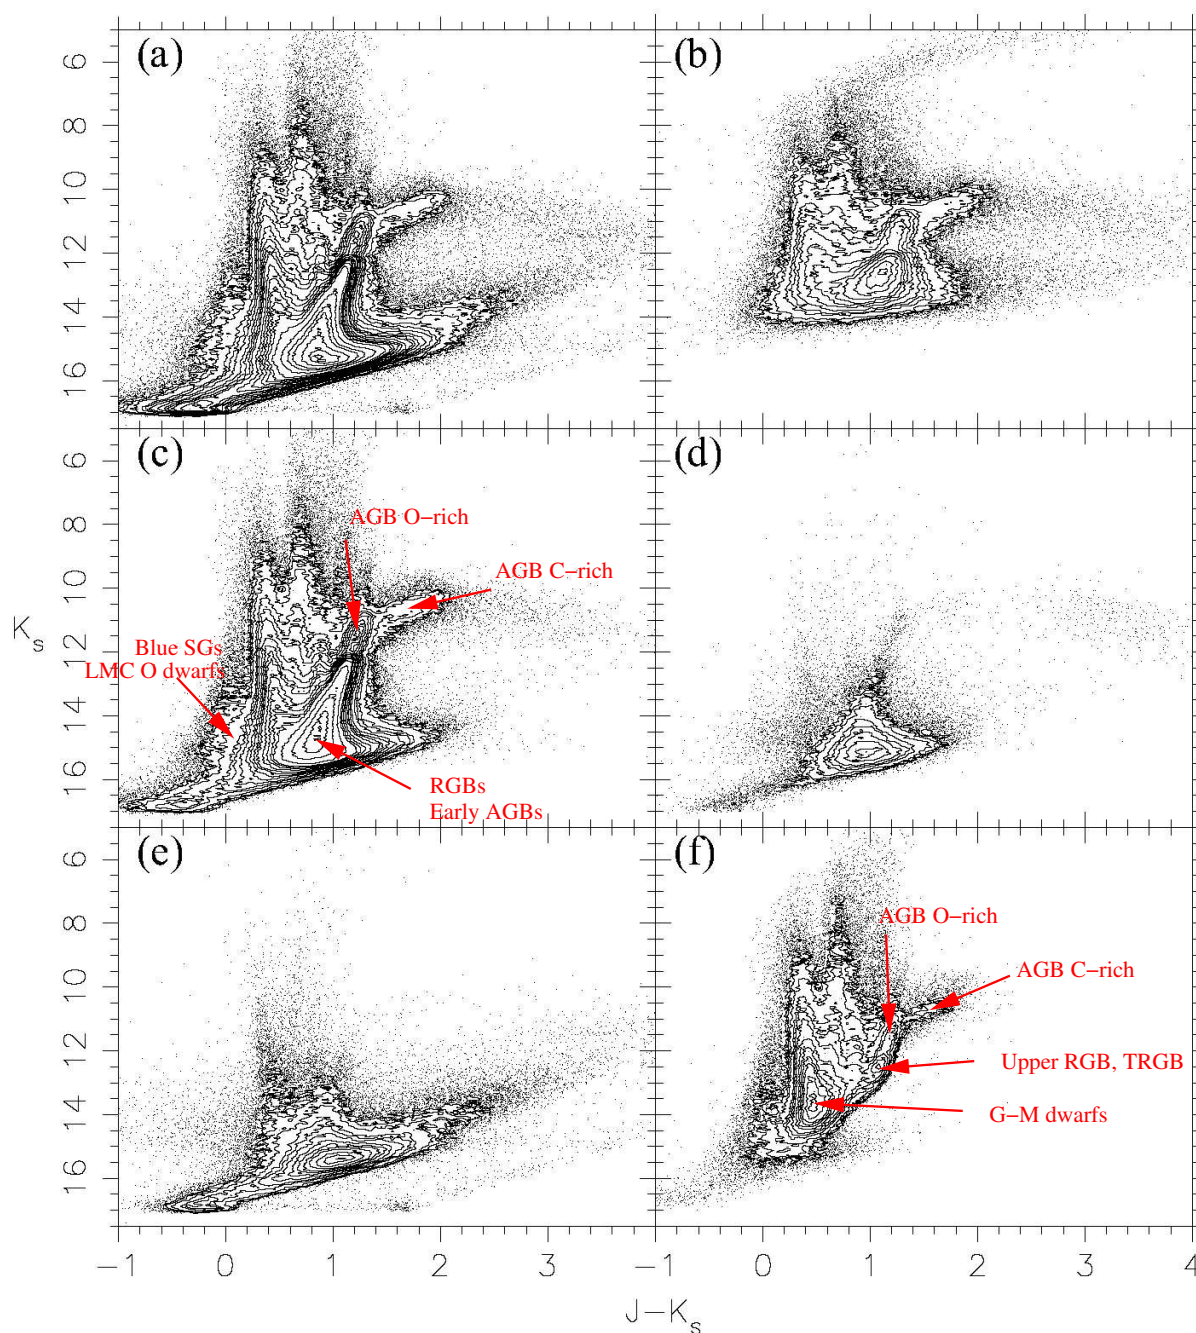 (a)
(b)
6
8
10
12
14
16
(c)
(d)
6
8
10
12
14
16
AGB O−rich
AGB C−rich
Blue SGs
LMC O dwarfs
RGBs
Early AGBs
K_s
(e)
(f)
6
8
10
12
14
16
AGB O−rich
AGB C−rich
Upper RGB, TRGB
G−M dwarfs
−1 0 1 2 3 0 1 2 3 4
J−K_s